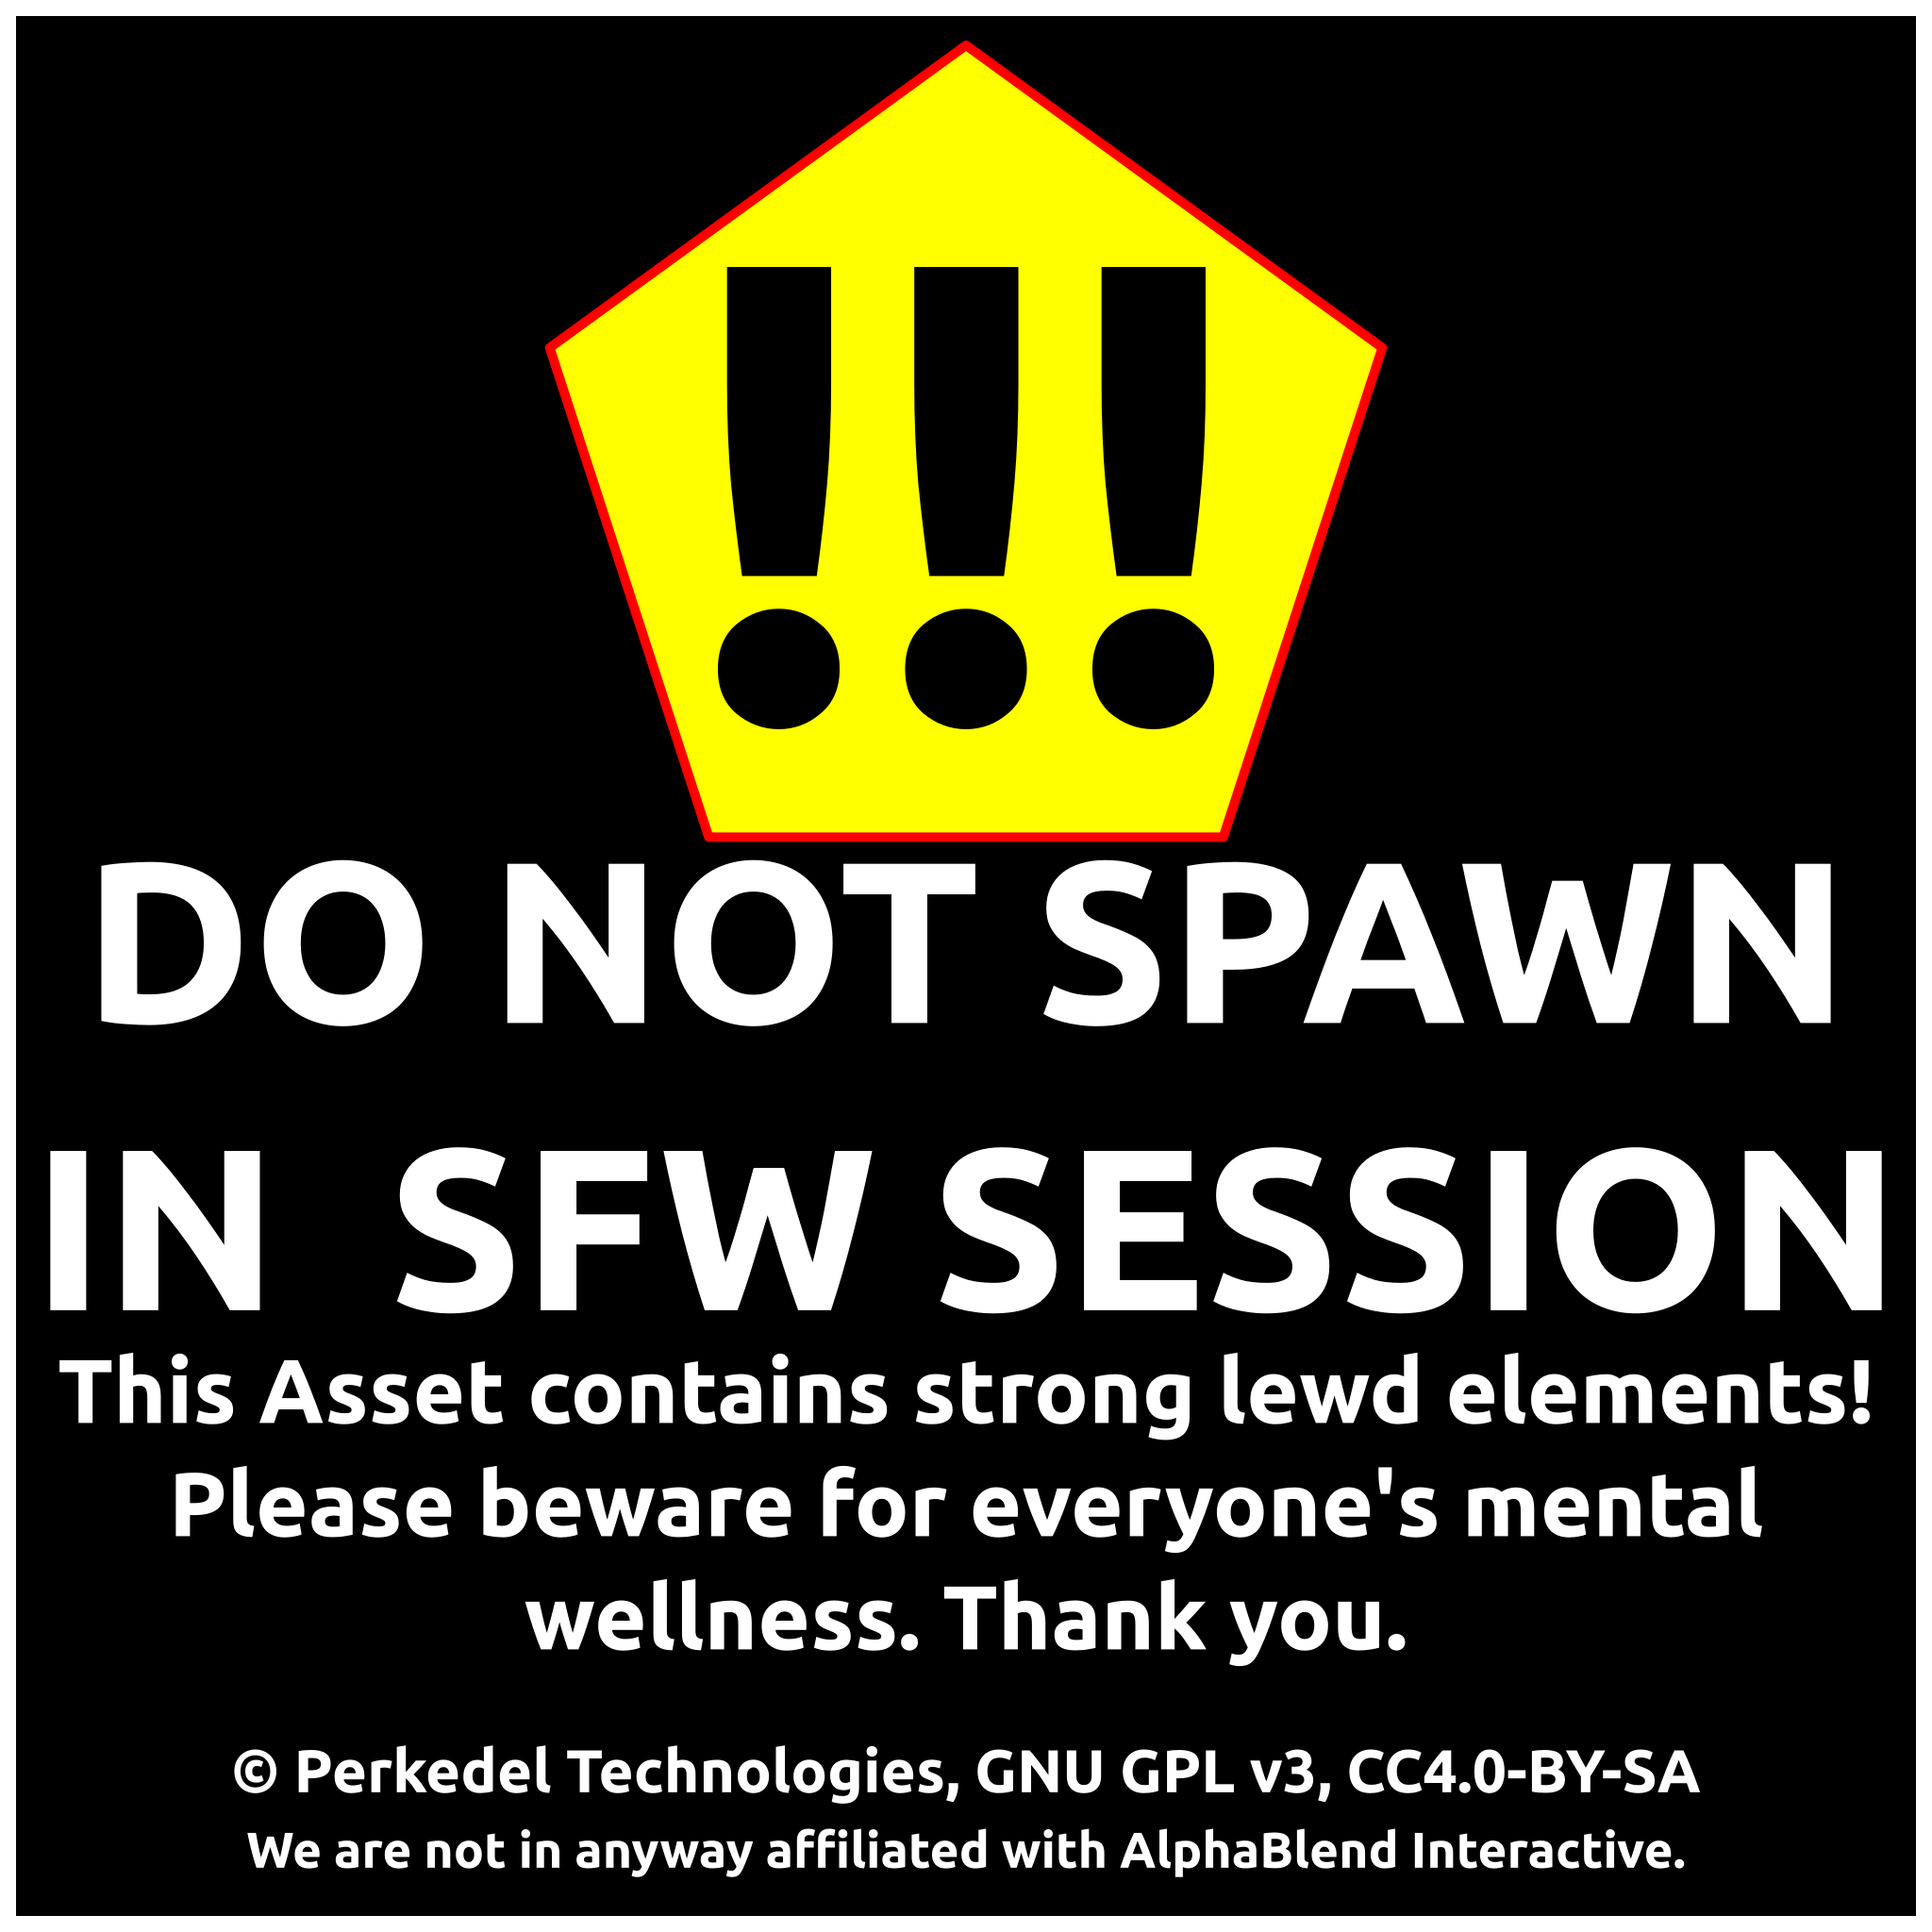 !!!
DO NOT SPAWN
IN SFW SESSION
This Asset contains strong lewd elements!
Please beware for everyone's mental
wellness. Thank you.
© Perkedel Technologies, GNU GPL v3, CC4.0-BY-SA
We are not in anyway affiliated with AlphaBlend Interactive.